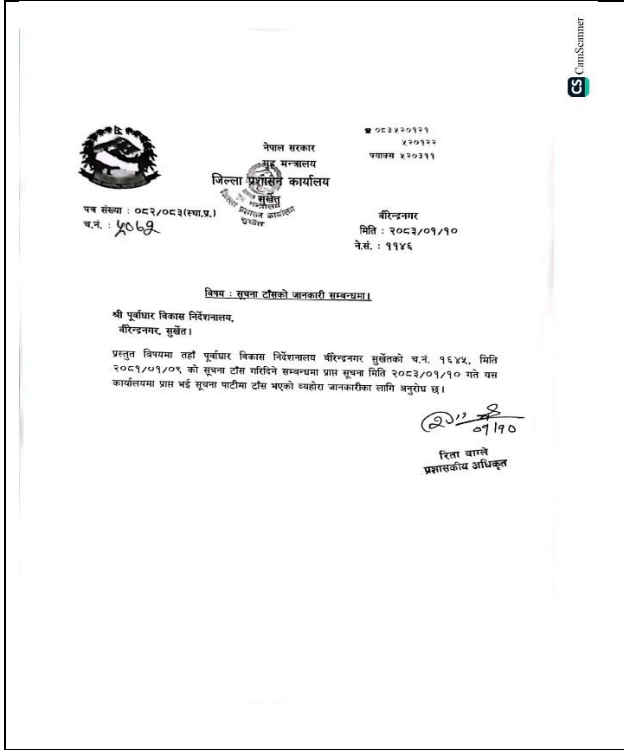 CS CamScanner
☎ ०८३५२०१२१
५२०१२२
फ्याक्स ५२०३११
नेपाल सरकार
गृह मन्त्रालय
जिल्ला प्रशासन कार्यालय
सुर्खेत
पत्र संख्या : ०८२/०८३(स्था.प्र.)
च.नं. :
वीरेन्द्रनगर
मिति : २०८३/०१/१०
ने.सं. : ११४६
विषय : सूचना टाँसको जानकारी सम्बन्धमा।
श्री पूर्वाधार विकास निर्देशनालय,
वीरेन्द्रनगर, सुर्खेत।
प्रस्तुत विषयमा तहाँ पूर्वाधार विकास निर्देशनालय वीरेन्द्रनगर सुर्खेतको च.नं. १६४५, मिति
२०८१/०१/०९ को सूचना टाँस गरिदिने सम्बन्धमा प्राप्त सूचना मिति २०८३/०१/१० गते यस
कार्यालयमा प्राप्त भई सूचना पाटीमा टाँस भएको व्यहोरा जानकारीका लागि अनुरोध छ।
०१/१०
रिता वाग्ले
प्रशासकीय अधिकृत